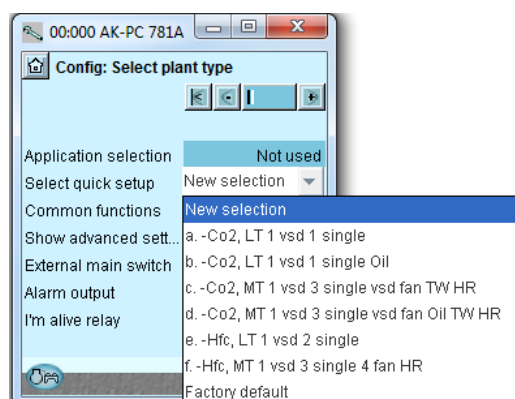 00:000 AK-PC 781A
Config: Select plant type
Application selection Not used
Select quick setup New selection
Common functions New selection
Show advanced sett... a. -Co2, LT 1 vsd 1 single
b. -Co2, LT 1 vsd 1 single Oil
External main switch c. -Co2, MT 1 vsd 3 single vsd fan TW HR
Alarm output d. -Co2, MT 1 vsd 3 single vsd fan Oil TW HR
I'm alive relay e. -Hfc, LT 1 vsd 2 single
f. -Hfc, MT 1 vsd 3 single 4 fan HR
Factory default